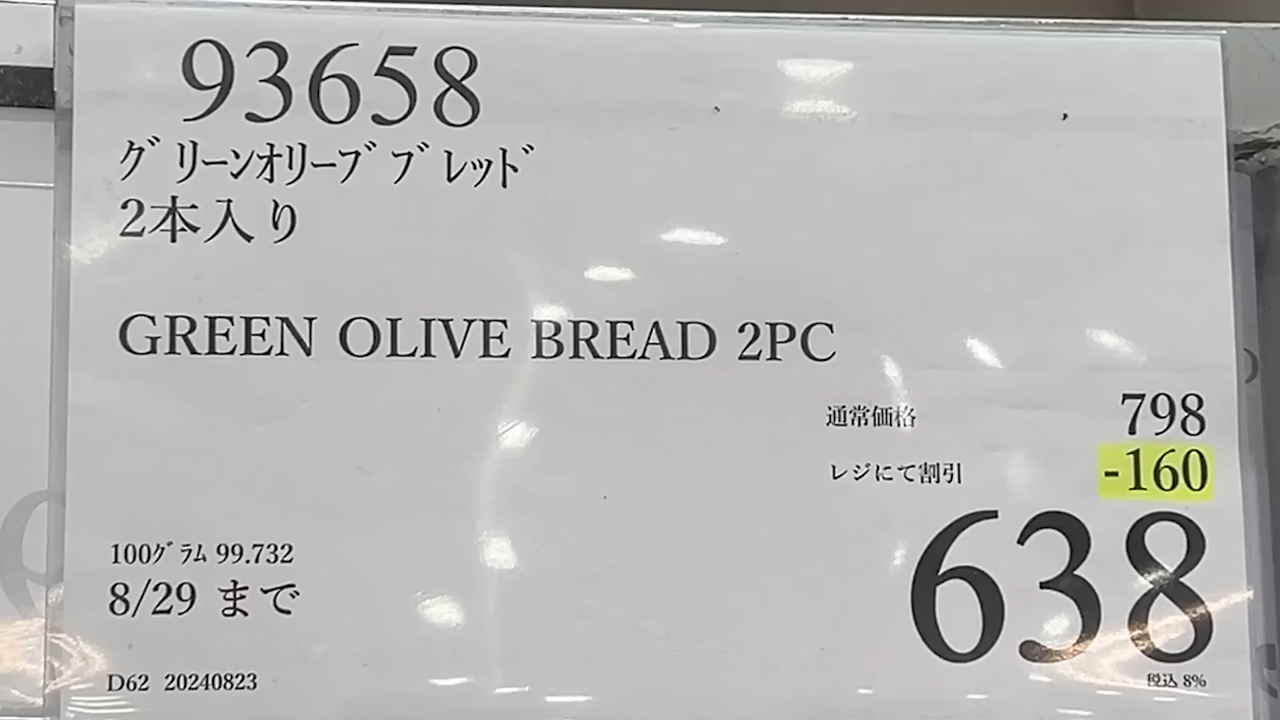 93658
ｸﾞﾘｰﾝｵﾘｰﾌﾞﾌﾞﾚｯﾄﾞ
2本入り
GREEN OLIVE BREAD 2PC
通常価格 798
レジにて割引 -160
638
税込 8%
100ｸﾞﾗﾑ 99.732
8/29 まで
D62 20240823